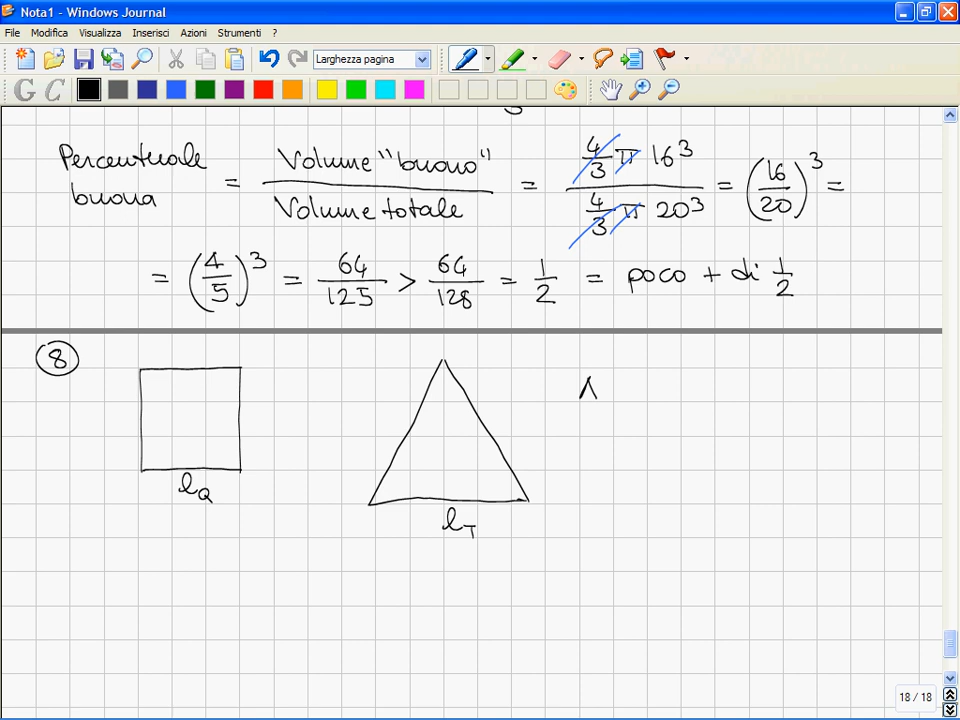 Nota1 - Windows Journal
File Modifica Visualizza Inserisci Azioni Strumenti ?
Larghezza pagina
G C
Percentuale buona = Volume "buono" / Volume totale = 4/3 π 16³ / 4/3 π 20³ = (16/20)³ =
= (4/5)³ = 64/125 > 64/128 = 1/2 = poco + di 1/2
8
l_Q
l_T
18 / 18